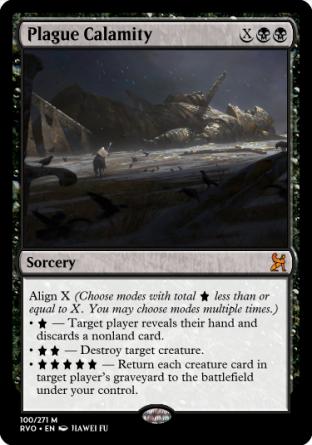 Plague Calamity X B B
Sorcery
Align X (Choose modes with total ★ less than or
equal to X. You may choose modes multiple times.)
• ★ — Target player reveals their hand and
discards a nonland card.
• ★ ★ — Destroy target creature.
• ★ ★ ★ ★ ★ — Return each creature card in
target player's graveyard to the battlefield
under your control.
100/271 M
RVO • EN JIAWEI FU